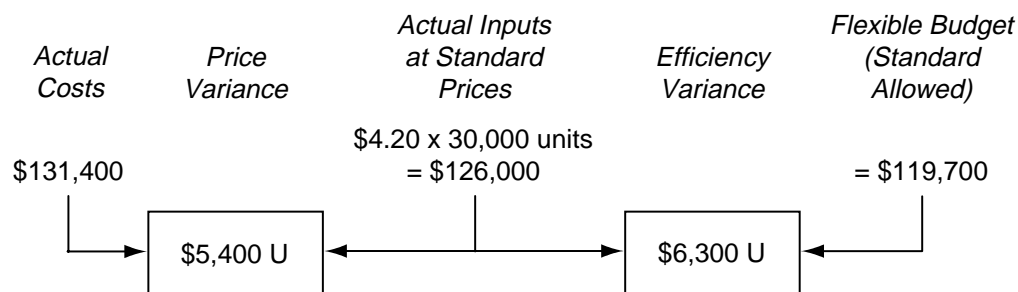 Actual Costs
Price Variance
Actual Inputs at Standard Prices
Efficiency Variance
Flexible Budget (Standard Allowed)
$131,400
$4.20 x 30,000 units
= $126,000
= $119,700
$5,400 U
$6,300 U